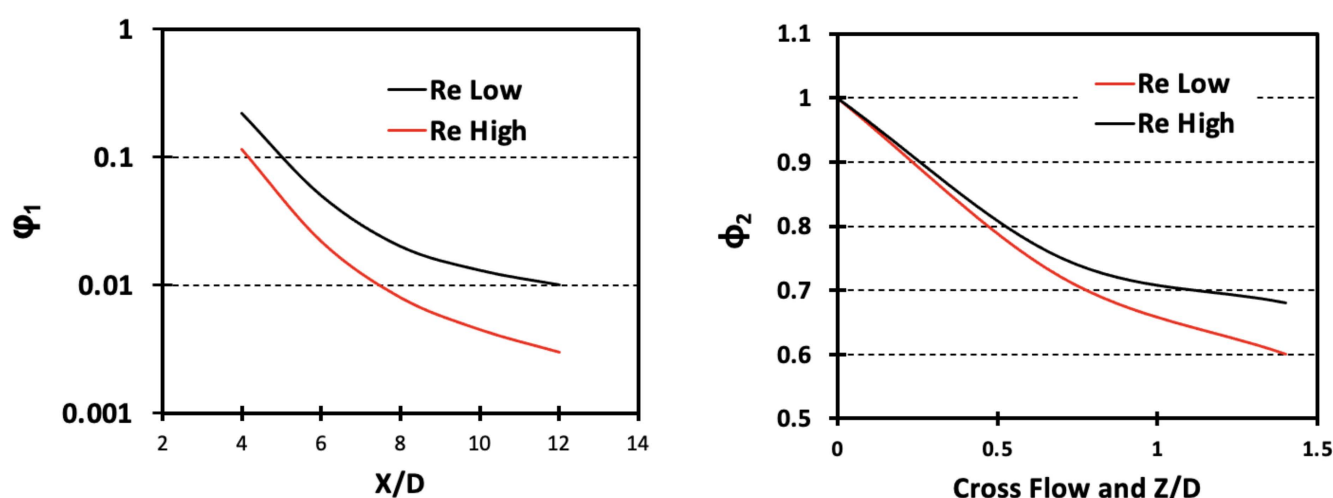 1
0.1
0.01
0.001
φ1
Re Low
Re High
2 4 6 8 10 12 14
X/D
1.1
1
0.9
0.8
0.7
0.6
0.5
ϕ2
Re Low
Re High
0 0.5 1 1.5
Cross Flow and Z/D